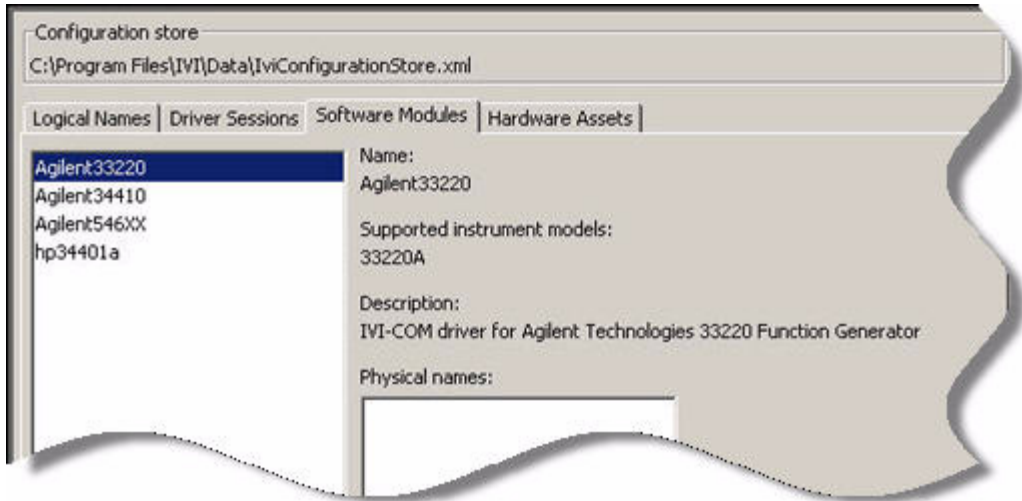 Configuration store
C:\Program Files\IVI\Data\IviConfigurationStore.xml
Logical Names
Driver Sessions
Software Modules
Hardware Assets
Agilent33220
Agilent34410
Agilent546XX
hp34401a
Name:
Agilent33220
Supported instrument models:
33220A
Description:
IVI-COM driver for Agilent Technologies 33220 Function Generator
Physical names: